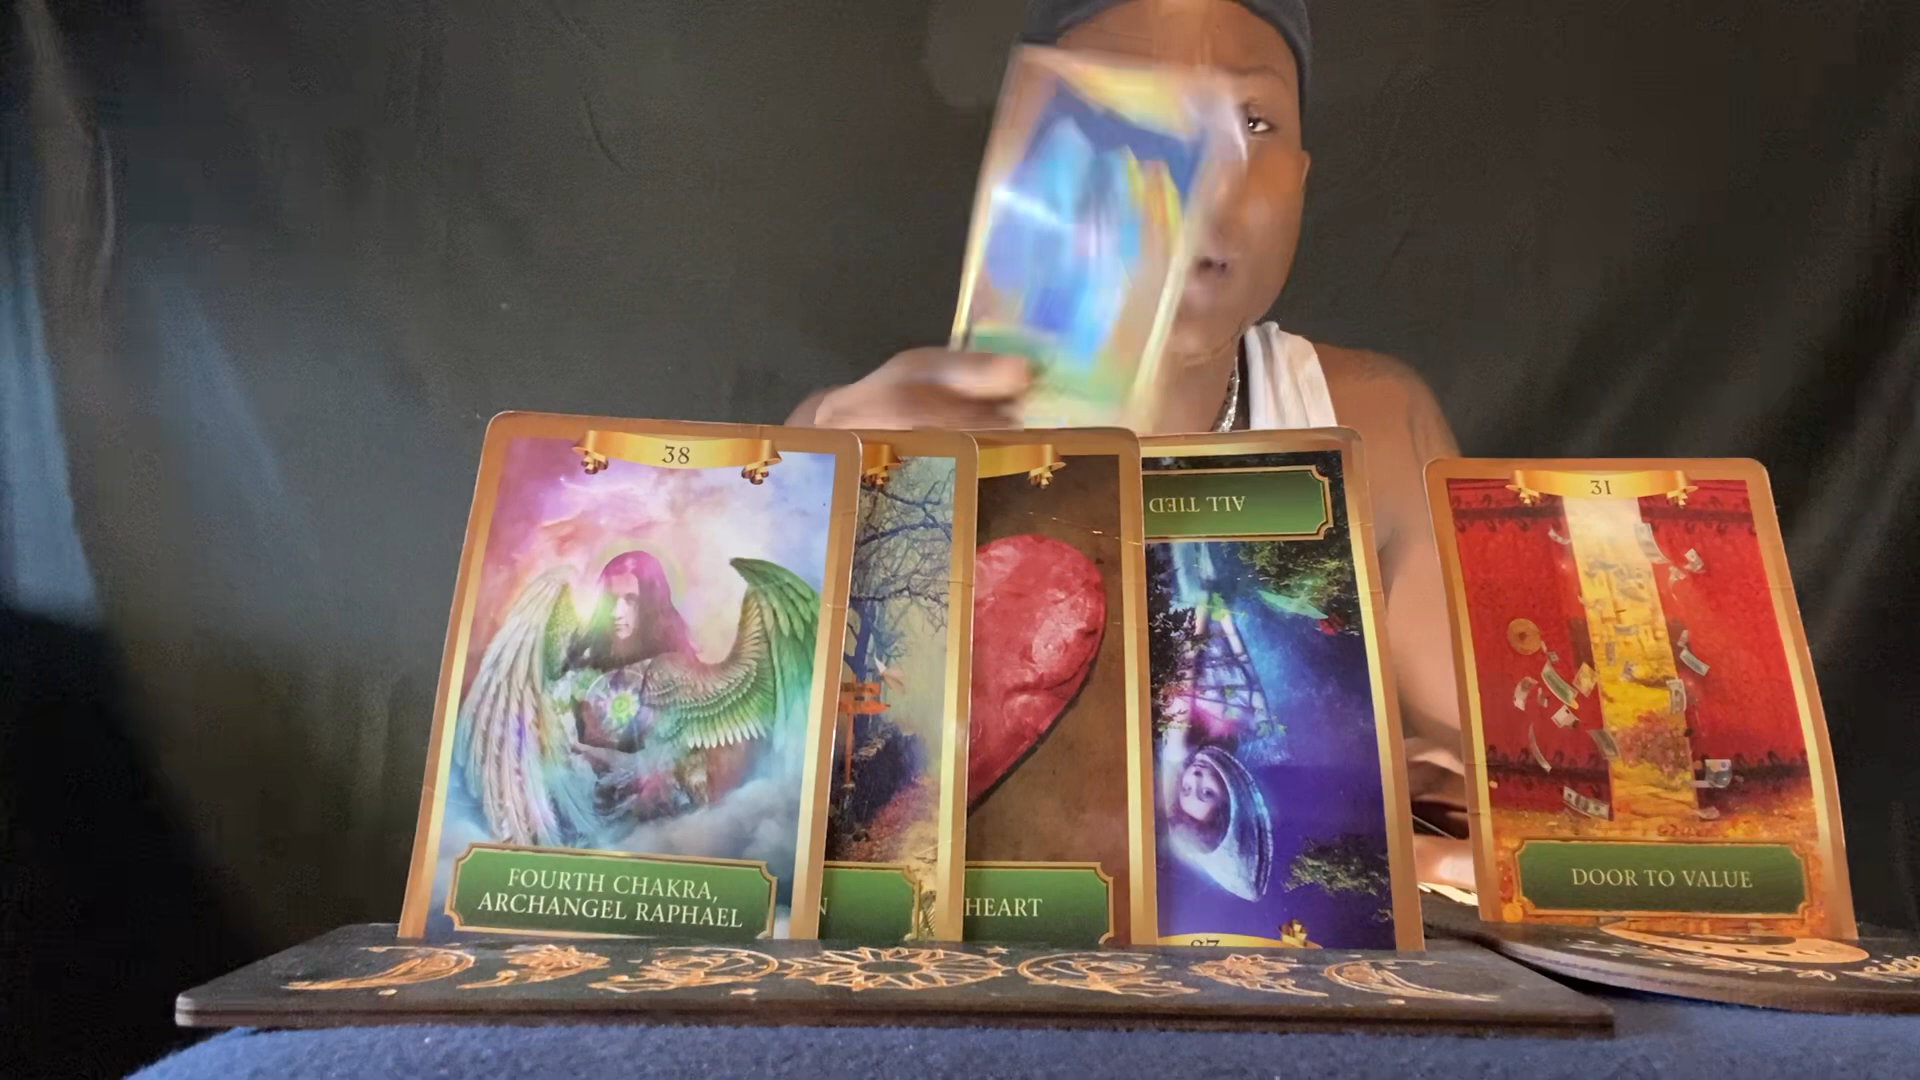 38
FOURTH CHAKRA,
ARCHANGEL RAPHAEL
N
HEART
ALL TIED
31
DOOR TO VALUE